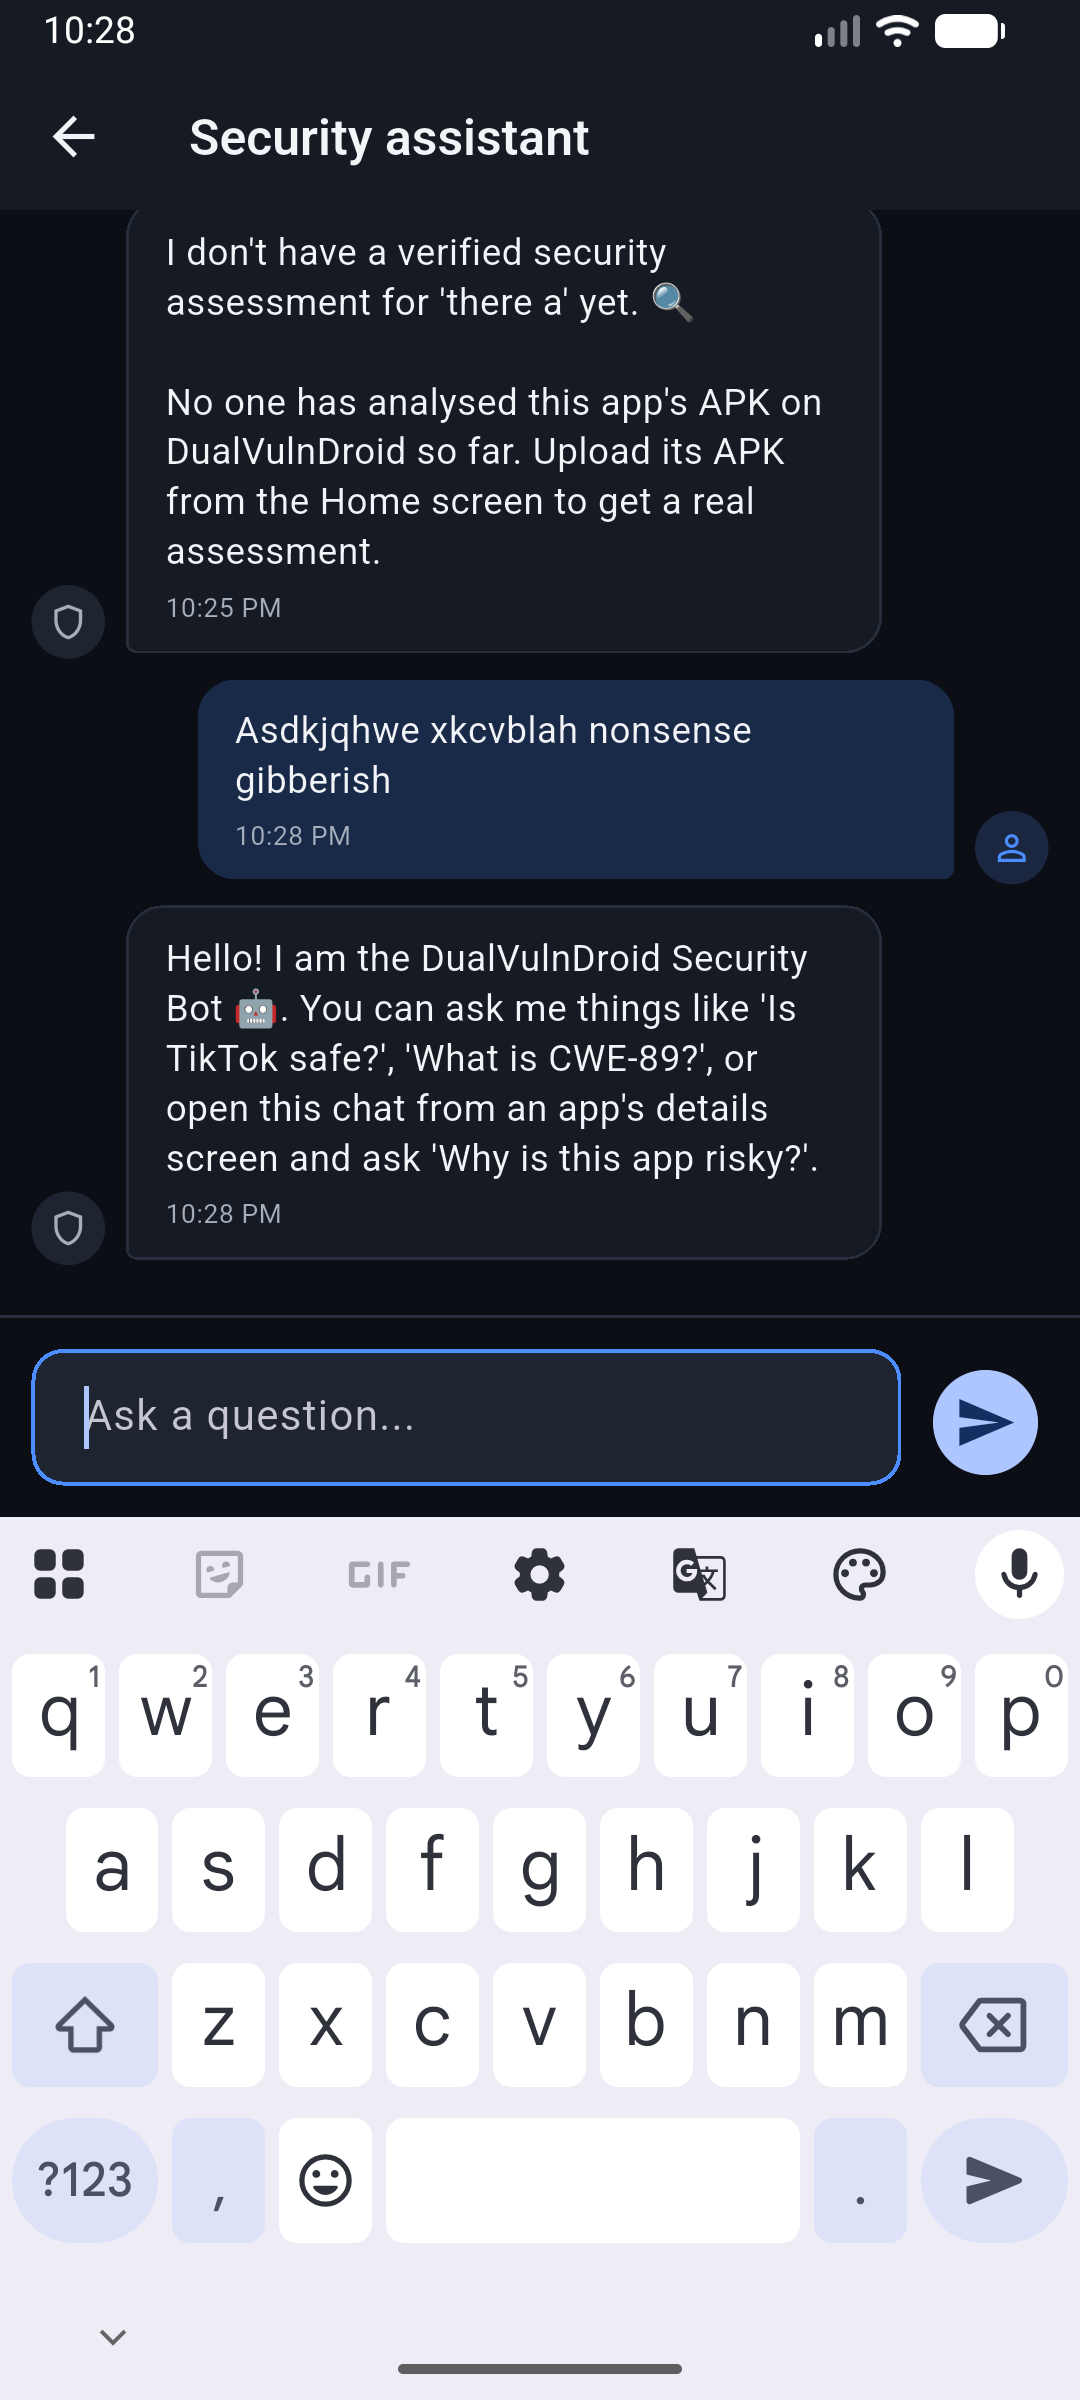 10:28
Security assistant
I don't have a verified security
assessment for 'there a' yet. 🔍
No one has analysed this app's APK on
DualVulnDroid so far. Upload its APK
from the Home screen to get a real
assessment.
10:25 PM
Asdkjqhwe xkcvblah nonsense
gibberish
10:28 PM
Hello! I am the DualVulnDroid Security
Bot 🤖. You can ask me things like 'Is
TikTok safe?', 'What is CWE-89?', or
open this chat from an app's details
screen and ask 'Why is this app risky?'.
10:28 PM
Ask a question...
GIF
q1 w2 e3 r4 t5 y6 u7 i8 o9 p0
a s d f g h j k l
z x c v b n m
?123 , .